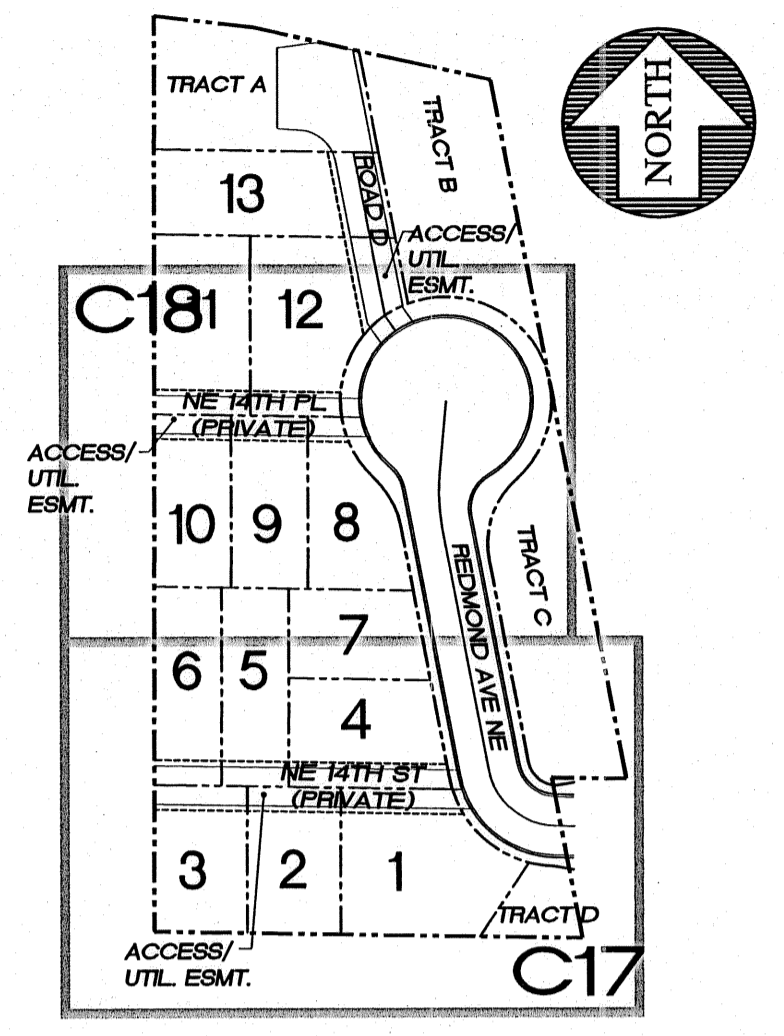 TRACT A
TRACT B
NORTH
13
ROAD D
ACCESS/
UTIL.
ESMT.
C18
11
12
NE 14TH PL
(PRIVATE)
ACCESS/
UTIL.
ESMT.
10
9
8
TRACT C
REDMOND AVE NE
7
6
5
4
NE 14TH ST
(PRIVATE)
3
2
1
TRACT D
ACCESS/
UTIL. ESMT.
C17